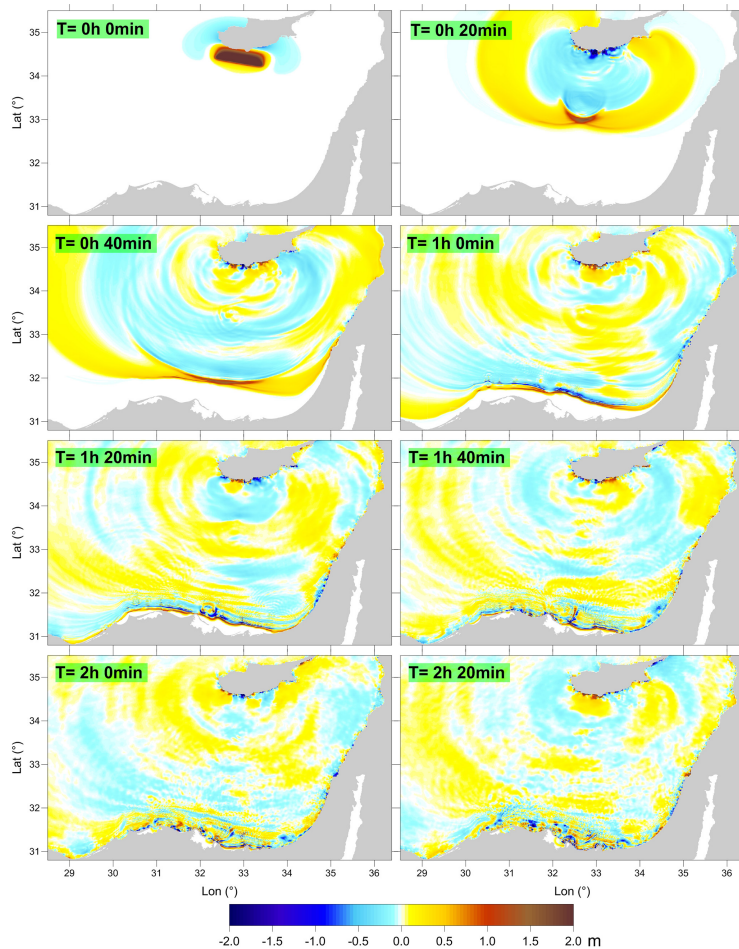 T= 0h 0min
T= 0h 20min
35
34
33
32
31
Lat (°)
T= 0h 40min
T= 1h 0min
35
34
33
32
31
Lat (°)
T= 1h 20min
T= 1h 40min
35
34
33
32
31
Lat (°)
T= 2h 0min
T= 2h 20min
35
34
33
32
31
Lat (°)
29 30 31 32 33 34 35 36
29 30 31 32 33 34 35 36
Lon (°)
Lon (°)
-2.0 -1.5 -1.0 -0.5 0.0 0.5 1.0 1.5 2.0 m